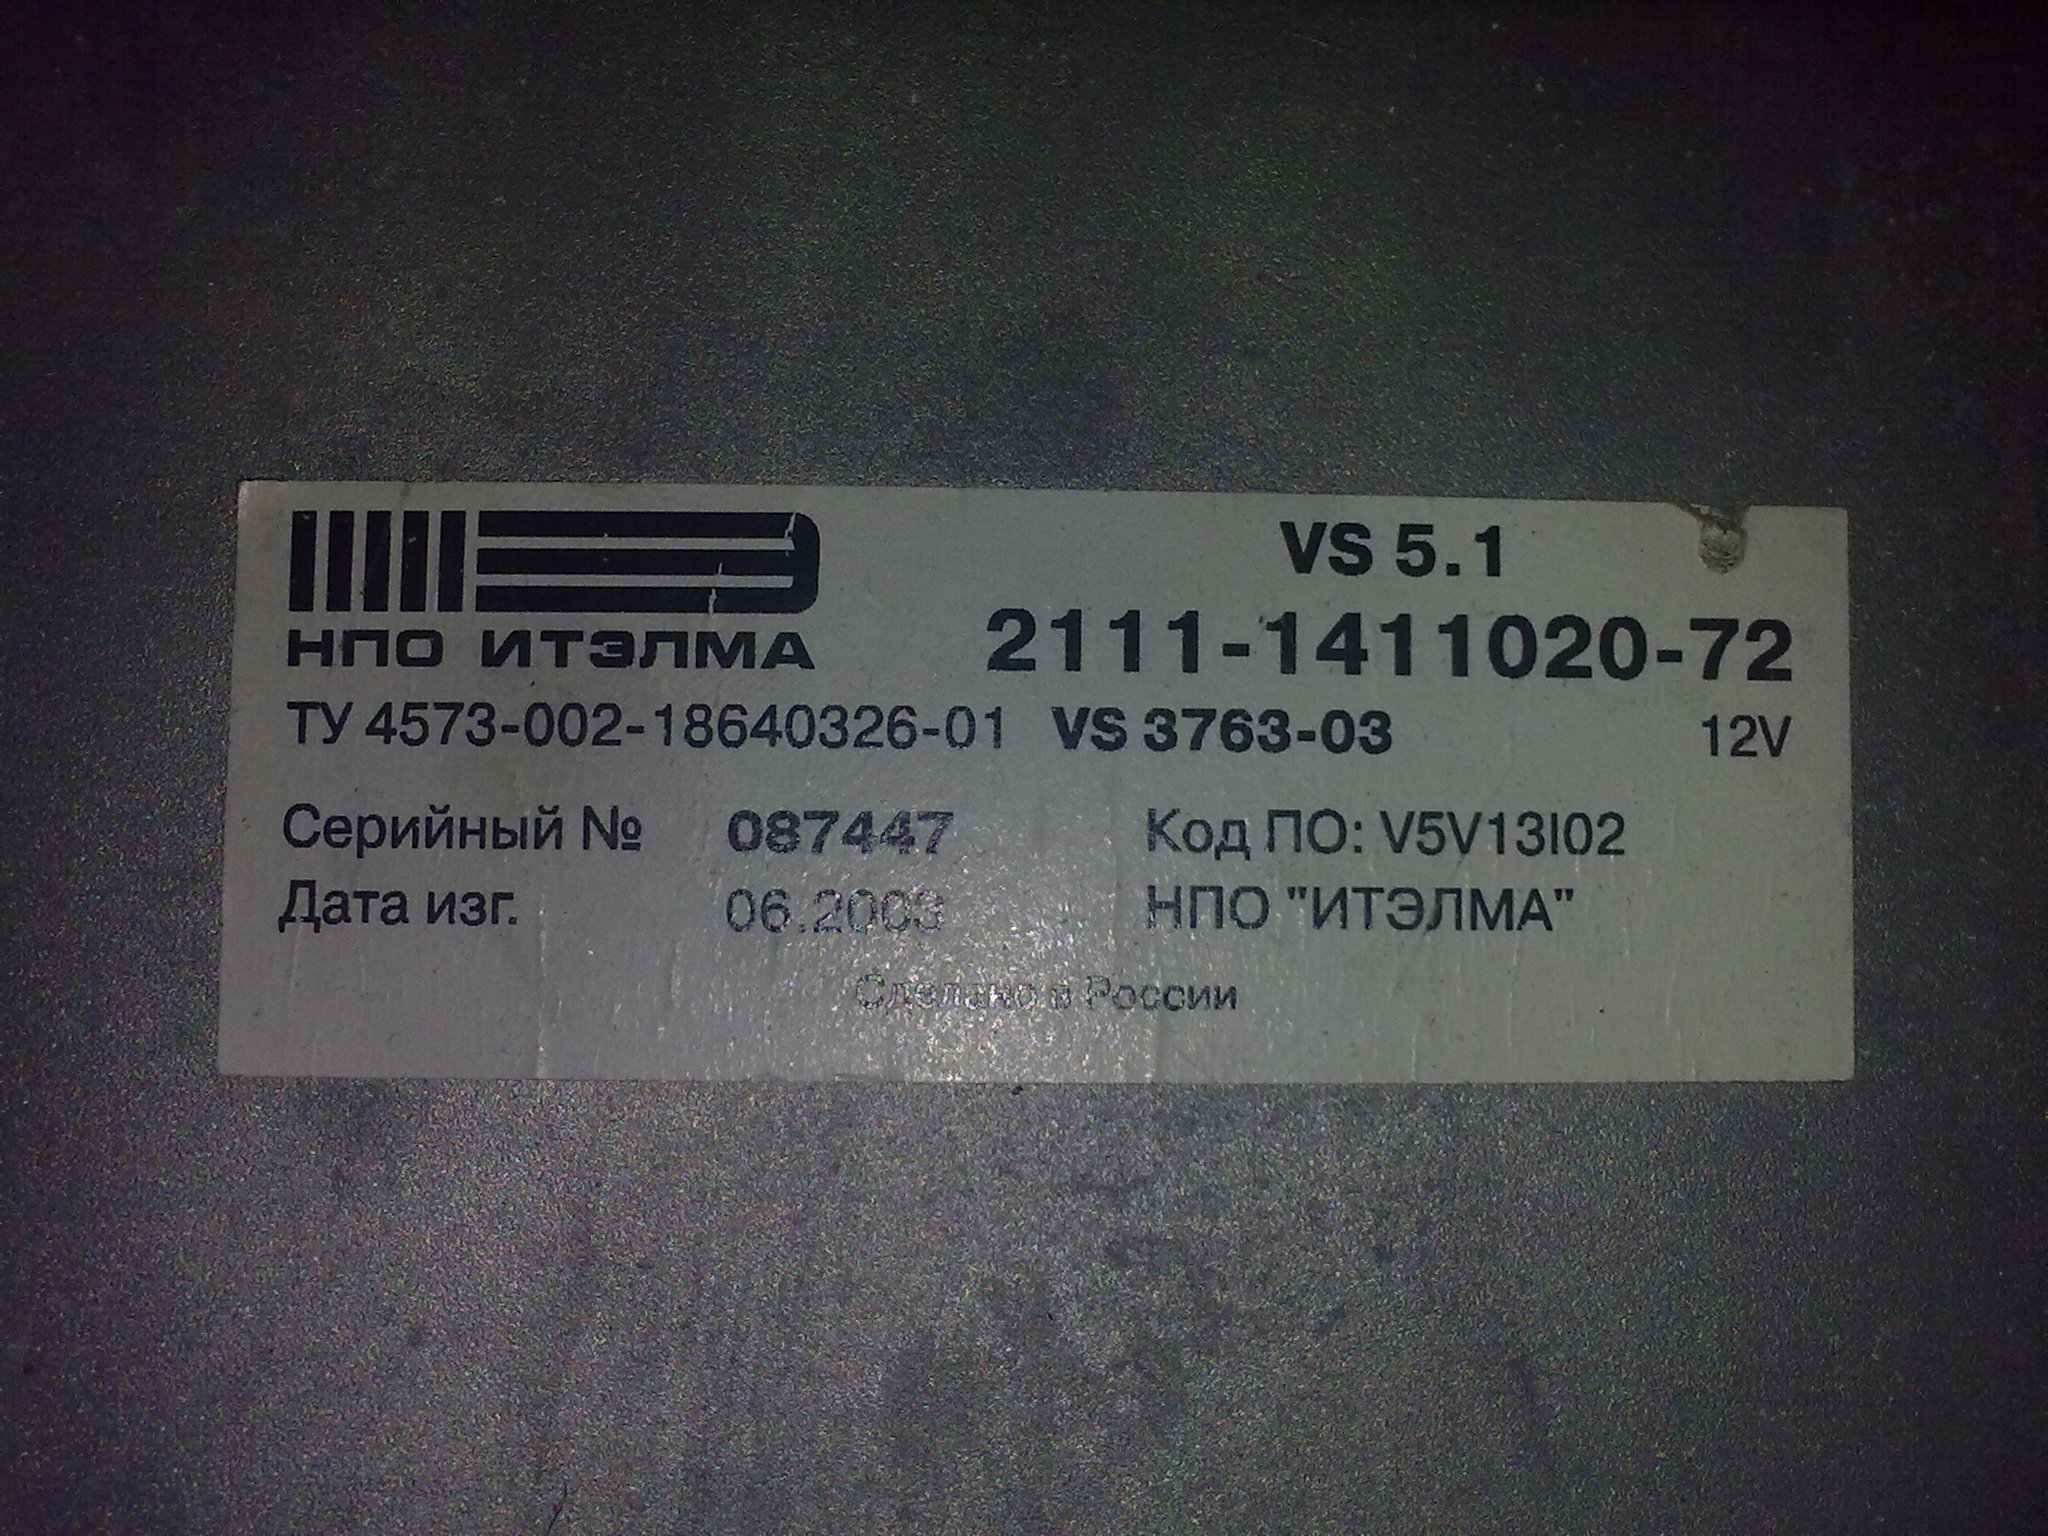 VS 5.1
НПО ИТЭЛМА 2111-1411020-72
ТУ 4573-002-18640326-01 VS 3763-03 12V
Серийный № 087447 Код ПО: V5V13I02
Дата изг. 06.2003 НПО "ИТЭЛМА"
Сделано в России